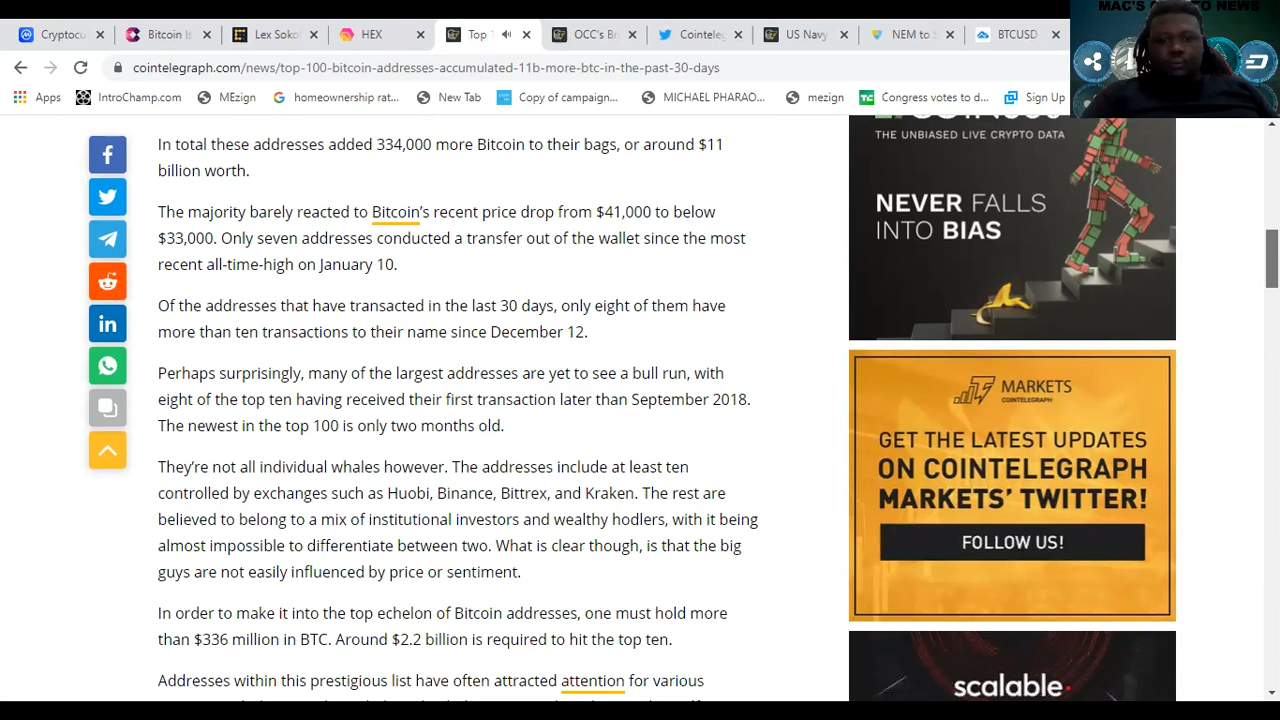 MAC'S CRYPTO NEWS
Cryptocu
Bitcoin &
Lex Soko
HEX
Top 1
OCC's Br
Cointeleg
US Navy
NEM to S
BTCUSD
cointelegraph.com/news/top-100-bitcoin-addresses-accumulated-11b-more-btc-in-the-past-30-days
Apps
IntroChamp.com
MEzign
homeownership rat...
New Tab
Copy of campaign...
MICHAEL PHARAO...
mezign
Congress votes to d...
Sign Up
In total these addresses added 334,000 more Bitcoin to their bags, or around $11
billion worth.
The majority barely reacted to Bitcoin's recent price drop from $41,000 to below
$33,000. Only seven addresses conducted a transfer out of the wallet since the most
recent all-time-high on January 10.
Of the addresses that have transacted in the last 30 days, only eight of them have
more than ten transactions to their name since December 12.
Perhaps surprisingly, many of the largest addresses are yet to see a bull run, with
eight of the top ten having received their first transaction later than September 2018.
The newest in the top 100 is only two months old.
They're not all individual whales however. The addresses include at least ten
controlled by exchanges such as Huobi, Binance, Bittrex, and Kraken. The rest are
believed to belong to a mix of institutional investors and wealthy hodlers, with it being
almost impossible to differentiate between two. What is clear though, is that the big
guys are not easily influenced by price or sentiment.
In order to make it into the top echelon of Bitcoin addresses, one must hold more
than $336 million in BTC. Around $2.2 billion is required to hit the top ten.
Addresses within this prestigious list have often attracted attention for various
THE UNBIASED LIVE CRYPTO DATA
NEVER FALLS
INTO BIAS
MARKETS
COINTELEGRAPH
GET THE LATEST UPDATES
ON COINTELEGRAPH
MARKETS' TWITTER!
FOLLOW US!
scalable